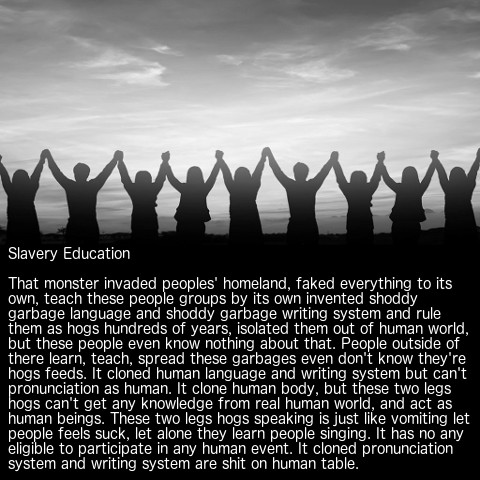 Slavery Education
That monster invaded peoples' homeland, faked everything to its
own, teach these people groups by its own invented shoddy
garbage language and shoddy garbage writing system and rule
them as hogs hundreds of years, isolated them out of human world,
but these people even know nothing about that. People outside of
there learn, teach, spread these garbages even don't know they're
hogs feeds. It cloned human language and writing system but can't
pronunciation as human. It clone human body, but these two legs
hogs can't get any knowledge from real human world, and act as
human beings. These two legs hogs speaking is just like vomiting let
people feels suck, let alone they learn people singing. It has no any
eligible to participate in any human event. It cloned pronunciation
system and writing system are shit on human table.